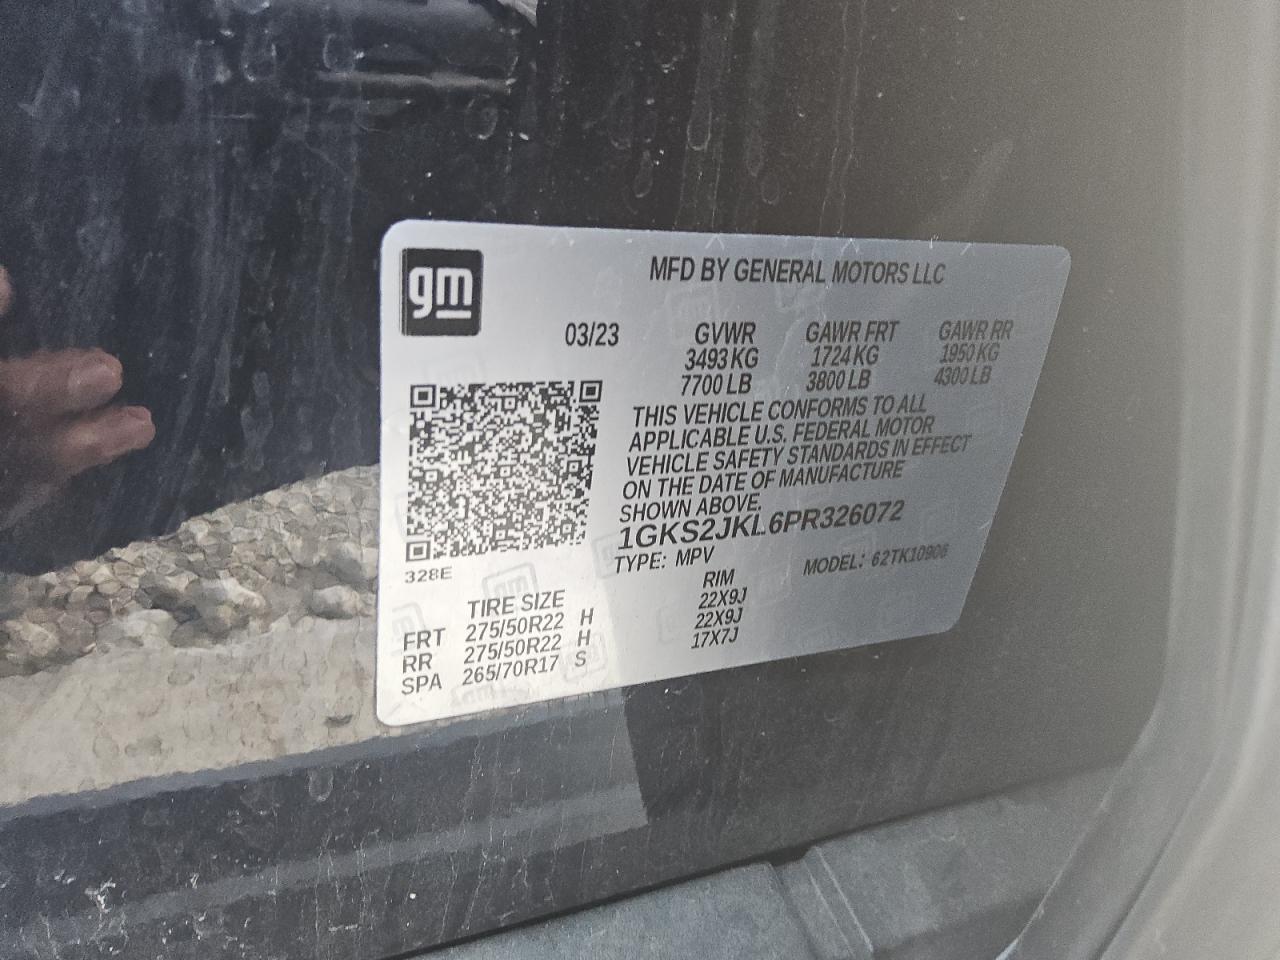 gm
MFD BY GENERAL MOTORS LLC
03/23 GVWR GAWR FRT GAWR RR
3493 KG 1724 KG 1950 KG
7700 LB 3800 LB 4300 LB
THIS VEHICLE CONFORMS TO ALL
APPLICABLE U.S. FEDERAL MOTOR
VEHICLE SAFETY STANDARDS IN EFFECT
ON THE DATE OF MANUFACTURE
SHOWN ABOVE.
1GKS2JKL6PR326072
TYPE: MPV MODEL: 62TK10906
328E
TIRE SIZE RIM
FRT 275/50R22 H 22X9J
RR 275/50R22 H 22X9J
SPA 265/70R17 S 17X7J